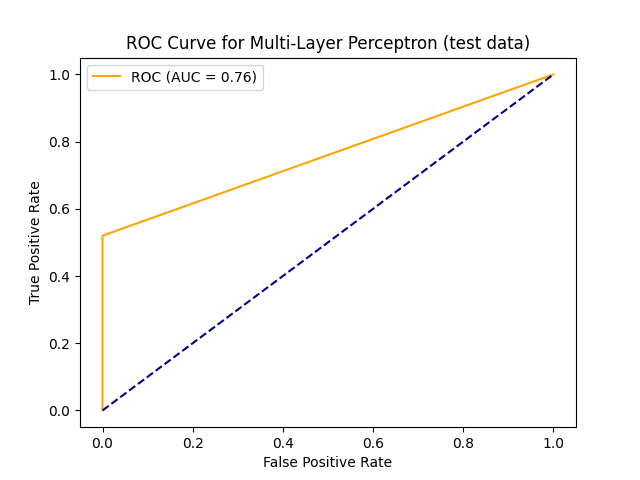 ROC Curve for Multi-Layer Perceptron (test data)
ROC (AUC = 0.76)
True Positive Rate
1.0
0.8
0.6
0.4
0.2
0.0
0.0 0.2 0.4 0.6 0.8 1.0
False Positive Rate